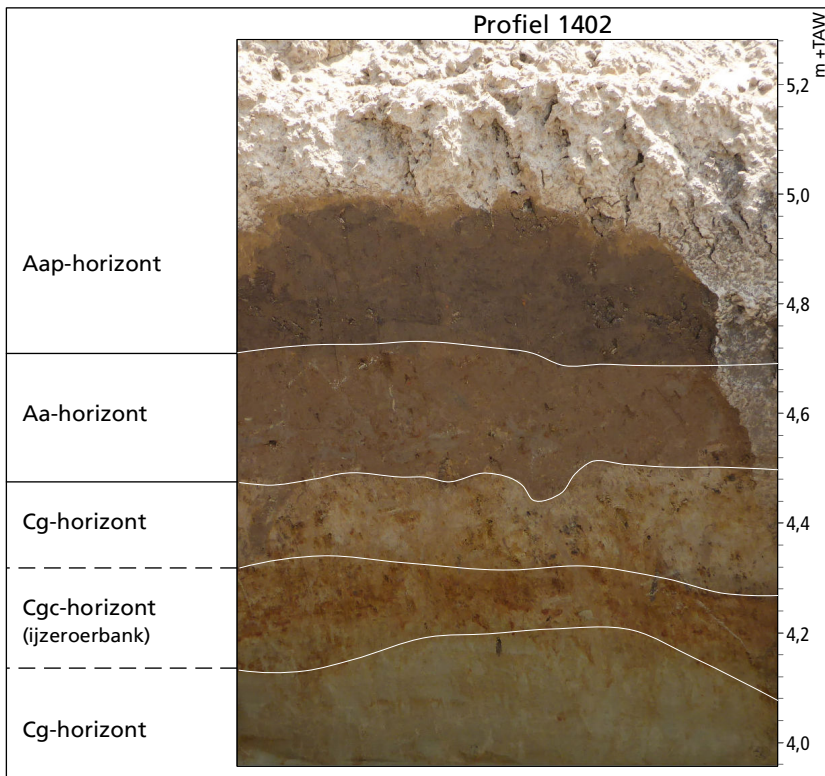 Profiel 1402
m +TAW
5,2
5,0
Aap-horizont
4,8
4,6
Aa-horizont
4,4
Cg-horizont
Cgc-horizont
(ijzeroerbank)
4,2
Cg-horizont
4,0